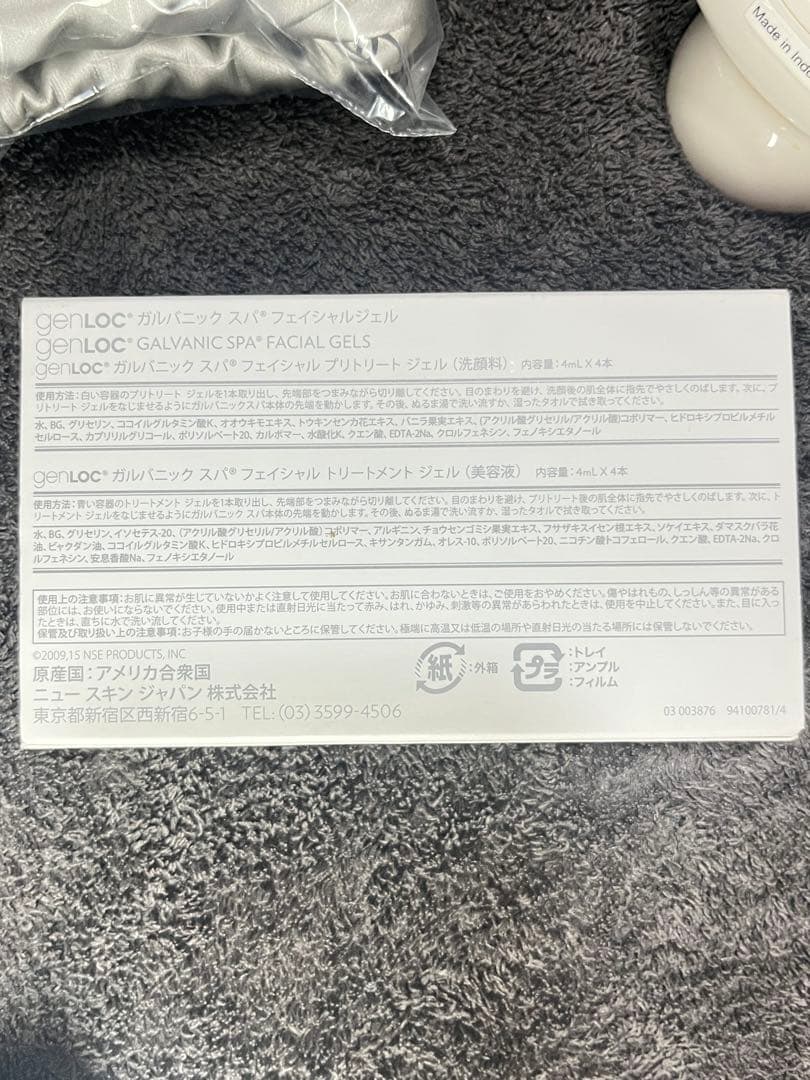 Made in Indo
genLOC® ガルバニック スパ® フェイシャルジェル
genLOC® GALVANIC SPA® FACIAL GELS
genLOC® ガルバニック スパ® フェイシャル プリトリート ジェル（洗顔料） 内容量：4mL X 4本
使用方法：白い容器のプリトリート ジェルを1本取り出し、先端部をつまみながら切り離してください。目のまわりを避け、洗顔後の肌全体に指先でやさしくのばします。次に、プ
リトリート ジェルをなじませるようにガルバニックスパ本体の先端を動かします。その後、ぬるま湯で洗い流すか、湿ったタオルで拭き取ってください。
水、BG、グリセリン、ココイルグルタミン酸K、オオウキモエキス、トウキンセンカ花エキス、バニラ果実エキス、（アクリル酸グリセリル/アクリル酸）コポリマー、ヒドロキシプロピルメチル
セルロース、カプリリルグリコール、ポリソルベート20、カルボマー、水酸化K、クエン酸、EDTA-2Na、クロルフェネシン、フェノキシエタノール
genLOC® ガルバニック スパ® フェイシャル トリートメント ジェル（美容液） 内容量：4mL X 4本
使用方法：青い容器のトリートメント ジェルを1本取り出し、先端部をつまみながら切り離してください。目のまわりを避け、プリトリート後の肌全体に指先でやさしくのばします。次に、ト
リートメント ジェルをなじませるようにガルバニック スパ本体の先端を動かします。その後、ぬるま湯で洗い流すか、湿ったタオルで拭き取ってください。
水、BG、グリセリン、イソセテス-20、（アクリル酸グリセリル/アクリル酸）コポリマー、アルギニン、チョウセンゴミシ果実エキス、フサザキスイセン根エキス、ソケイエキス、ダマスクバラ花
油、ビャクダン油、ココイルグルタミン酸K、ヒドロキシプロピルメチルセルロース、キサンタンガム、オレス-10、ポリソルベート20、ニコチン酸トコフェロール、クエン酸、EDTA-2Na、クロ
ルフェネシン、安息香酸Na、フェノキシエタノール
使用上の注意事項：お肌に異常が生じていないかよく注意して使用してください。お肌に合わないときは、ご使用をおやめください。傷やはれもの、しっしん等の異常がある
部位には、お使いにならないでください。使用中または直射日光に当たって赤み、はれ、かゆみ、刺激等の異常があらわれたときは、使用を中止してください。また、目に入っ
たときは、直ちに水で洗い流してください。
保管及び取り扱い上の注意事項：お子様の手の届かないところに保管してください。極端に高温又は低温の場所や直射日光の当たる場所には保管しないでください。
©2009,15 NSE PRODUCTS, INC
原産国：アメリカ合衆国
ニュー スキン ジャパン 株式会社
東京都新宿区西新宿6-5-1 TEL：(03) 3599-4506
紙：外箱
プラ：トレイ
：アンプル
：フィルム
03 003876 94100781/4